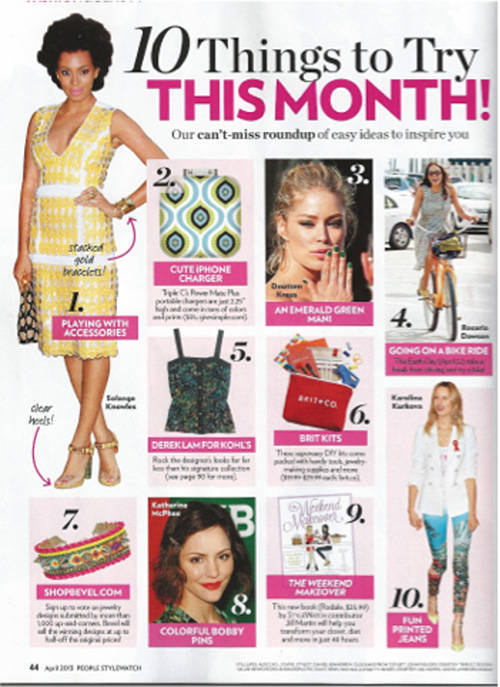 10 Things to Try
THIS MONTH!
Our can't-miss roundup of easy ideas to inspire you
stacked
gold
bracelets!
1.
PLAYING WITH
ACCESSORIES
Solange
Knowles
clear
heels!
2.
CUTE IPHONE
CHARGER
Triple C's Power Mate Plus
portable chargers are just 2.25"
high and come in tons of colors
and prints
3.
Doutzen
Kroes
AN EMERALD GREEN
MANI
4.
Rosario
Dawson
GOING ON A BIKE RIDE
5.
DEREK LAM FOR KOHL'S
Rock the designer's looks for far
less than his signature collection
(see page 90 for more).
BRIT+CO.
6.
BRIT KITS
These supereasy DIY kits come
packed with handy tools, jewelry-
making supplies and more
Karolina
Kurkova
7.
SHOPBEVEL.COM
Sign up to vote on jewelry
designs submitted by more than
1,000 up-and-comers. Bevel will
sell the winning designs at up to
half-off the original price!
Katharine
McPhee
B
8.
COLORFUL BOBBY
PINS
Weekend
Makeover
9.
THE WEEKEND
MAKEOVER
This new book (Rodale, $25.99)
by StyleWatch contributor
Jill Martin will help you
transform your closet, diet
and more in just 48 hours
10.
FUN
PRINTED
JEANS
44 April 2013 PEOPLE STYLEWATCH